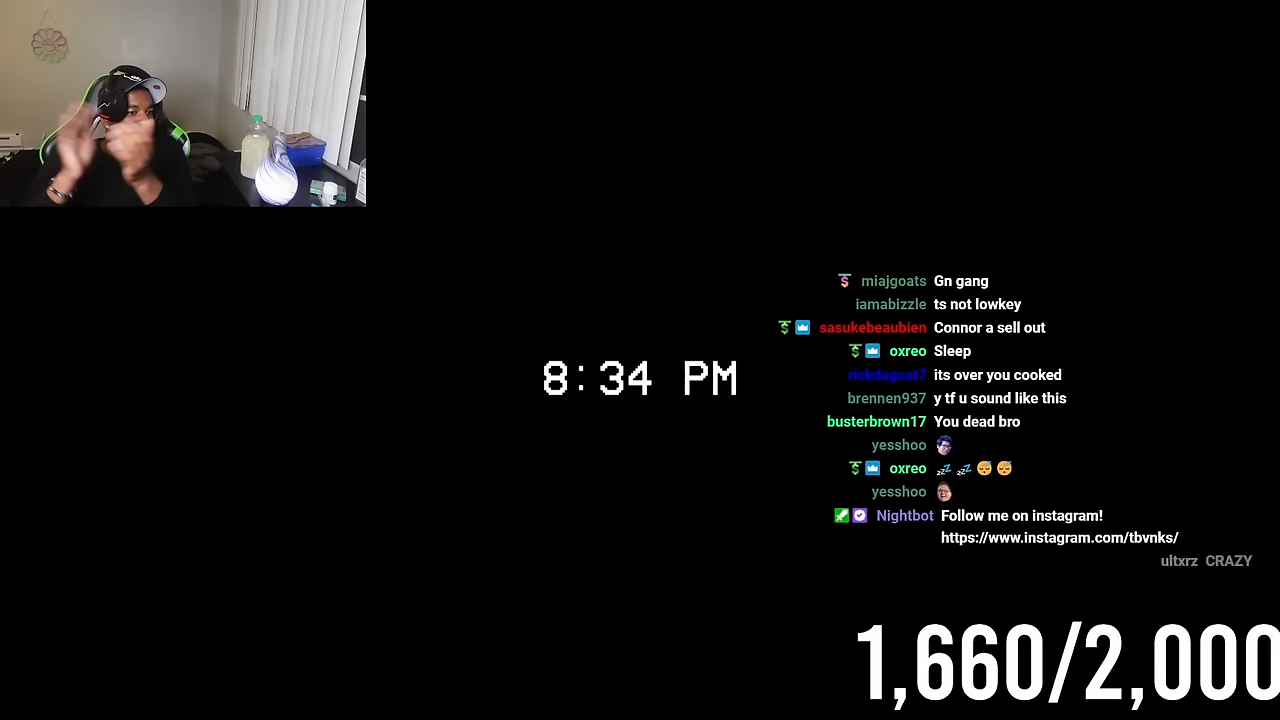 miajgoats Gn gang
iamabizzle ts not lowkey
sasukebeaubien Connor a sell out
oxreo Sleep
8:34 PM
rickdagoat7 its over you cooked
brennen937 y tf u sound like this
busterbrown17 You dead bro
yesshoo
oxreo 💤 💤 😴 😴
yesshoo
Nightbot Follow me on instagram!
https://www.instagram.com/tbvnks/
ultxrz CRAZY
1,660/2,000